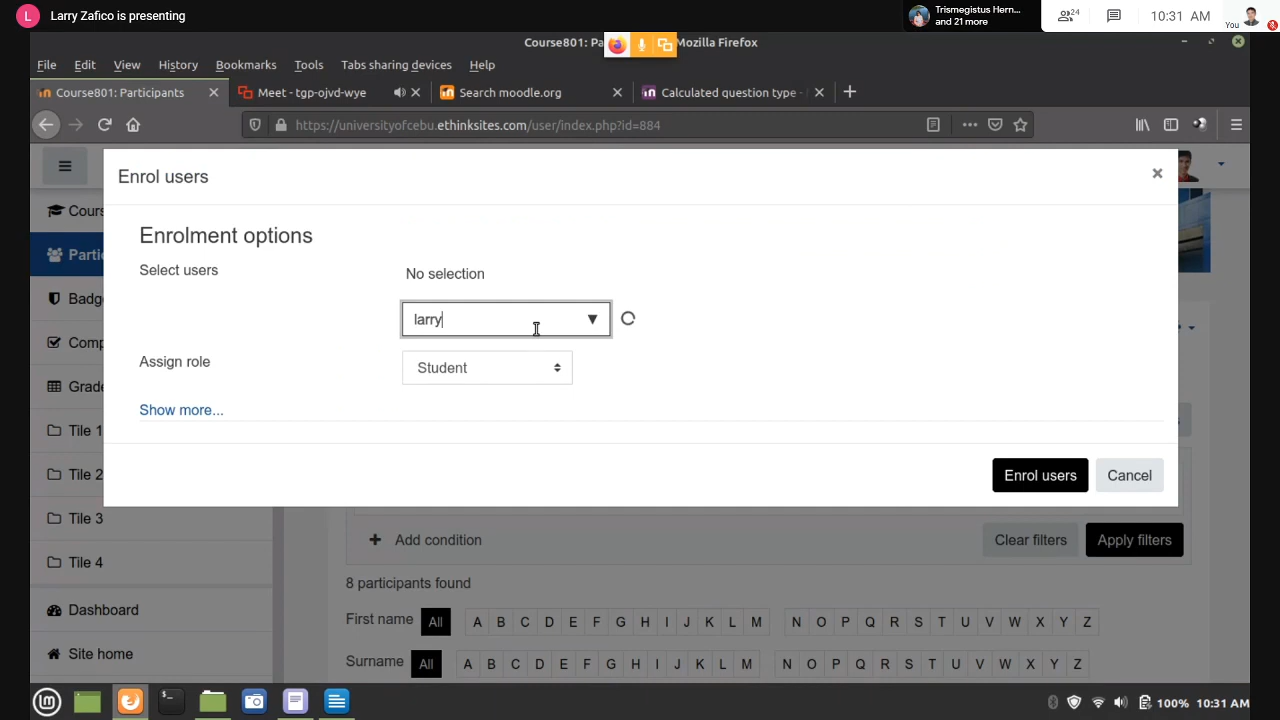 L Larry Zafico is presenting
Trismegistus Hern...
and 21 more
24
10:31 AM
You
Course801: Pa
Mozilla Firefox
File Edit View History Bookmarks Tools Tabs sharing devices Help
Course801: Participants
Meet - tgp-ojvd-wye
Search moodle.org
Calculated question type -
https://universityofcebu.ethinksites.com/user/index.php?id=884
Enrol users
×
Enrolment options
Select users
No selection
larry
Assign role
Student
Show more...
Enrol users
Cancel
Cours
Parti
Badg
Comp
Grade
Tile 1
Tile 2
Tile 3
Tile 4
Dashboard
Site home
Add condition
Clear filters
Apply filters
8 participants found
First name All A B C D E F G H I J K L M N O P Q R S T U V W X Y Z
Surname All A B C D E F G H I J K L M N O P Q R S T U V W X Y Z
100% 10:31 AM